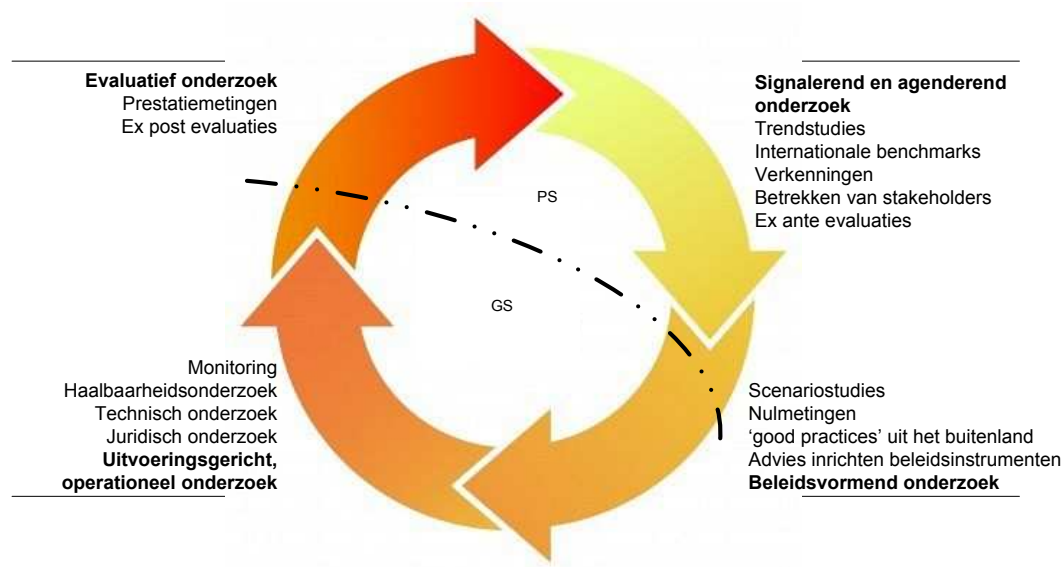 Evaluatief onderzoek
Prestatiemetingen
Ex post evaluaties
Signalerend en agenderend
onderzoek
Trendstudies
Internationale benchmarks
Verkenningen
Betrekken van stakeholders
Ex ante evaluaties
PS
GS
Monitoring
Haalbaarheidsonderzoek
Technisch onderzoek
Juridisch onderzoek
Uitvoeringsgericht,
operationeel onderzoek
Scenariostudies
Nulmetingen
‘good practices’ uit het buitenland
Advies inrichten beleidsinstrumenten
Beleidsvormend onderzoek